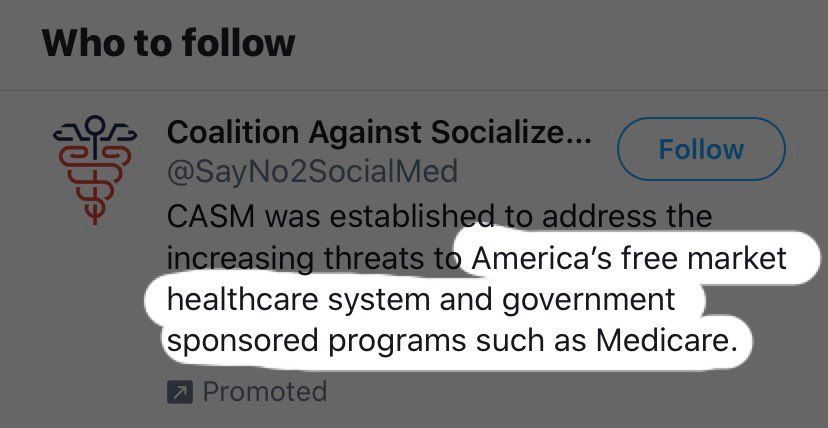 Who to follow
Coalition Against Socialize...
Follow
@SayNo2SocialMed
CASM was established to address the
increasing threats to America’s free market
healthcare system and government
sponsored programs such as Medicare.
Promoted